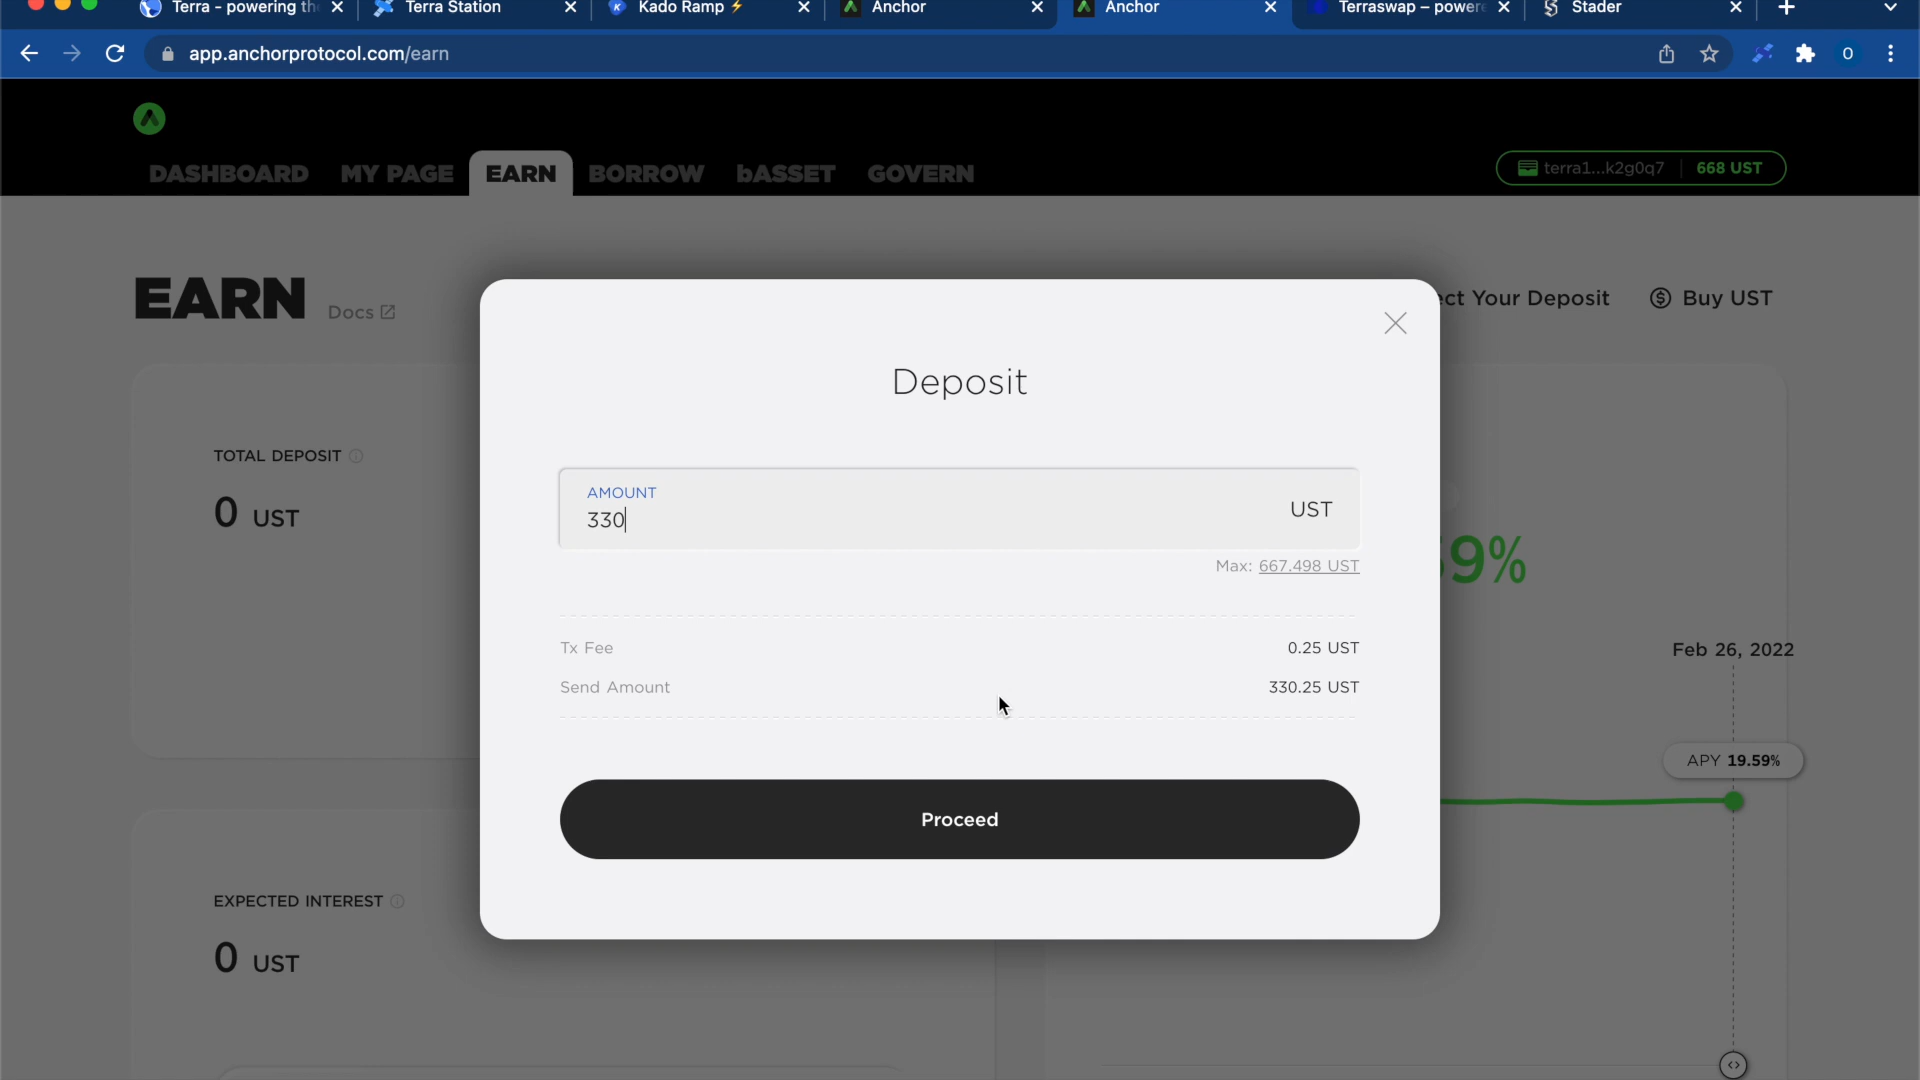 Terra - powering th
Terra Station
Kado Ramp⚡
Anchor
Anchor
Terraswap – powere
Stader
app.anchorprotocol.com/earn
O
DASHBOARD
MY PAGE
EARN
BORROW
bASSET
GOVERN
terra1...k2g0q7
668 UST
EARN
Docs
ct Your Deposit
Buy UST
Deposit
TOTAL DEPOSIT
0 UST
AMOUNT
330
UST
Max: 667.498 UST
9%
Tx Fee
0.25 UST
Send Amount
330.25 UST
Feb 26, 2022
APY 19.59%
Proceed
EXPECTED INTEREST
0 UST